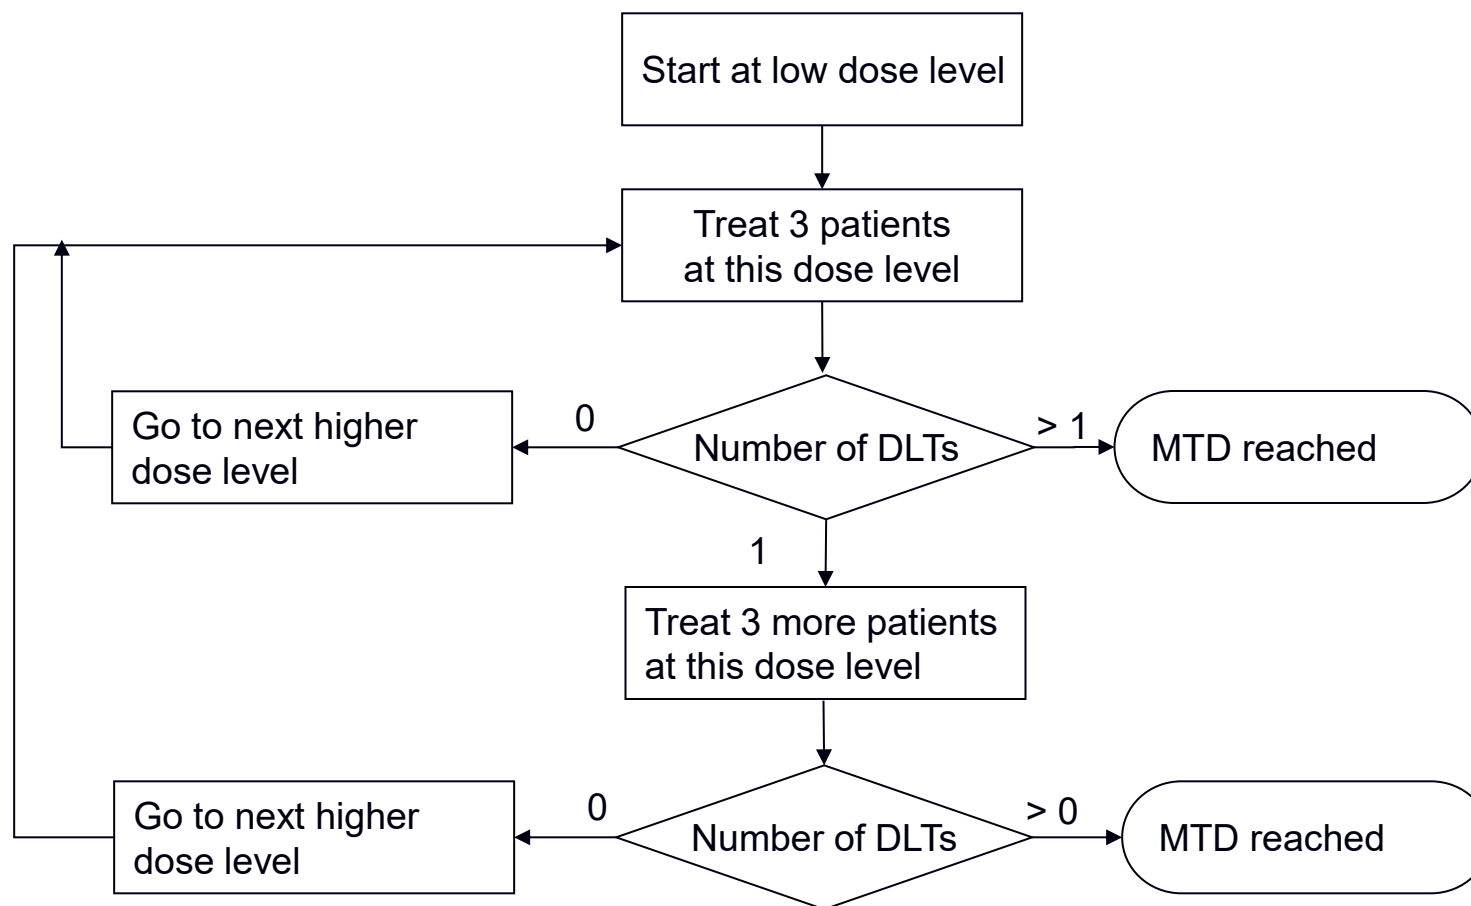 Start at low dose level
Treat 3 patients
at this dose level
Go to next higher
dose level
0
Number of DLTs
> 1
MTD reached
1
Treat 3 more patients
at this dose level
Go to next higher
dose level
0
Number of DLTs
> 0
MTD reached